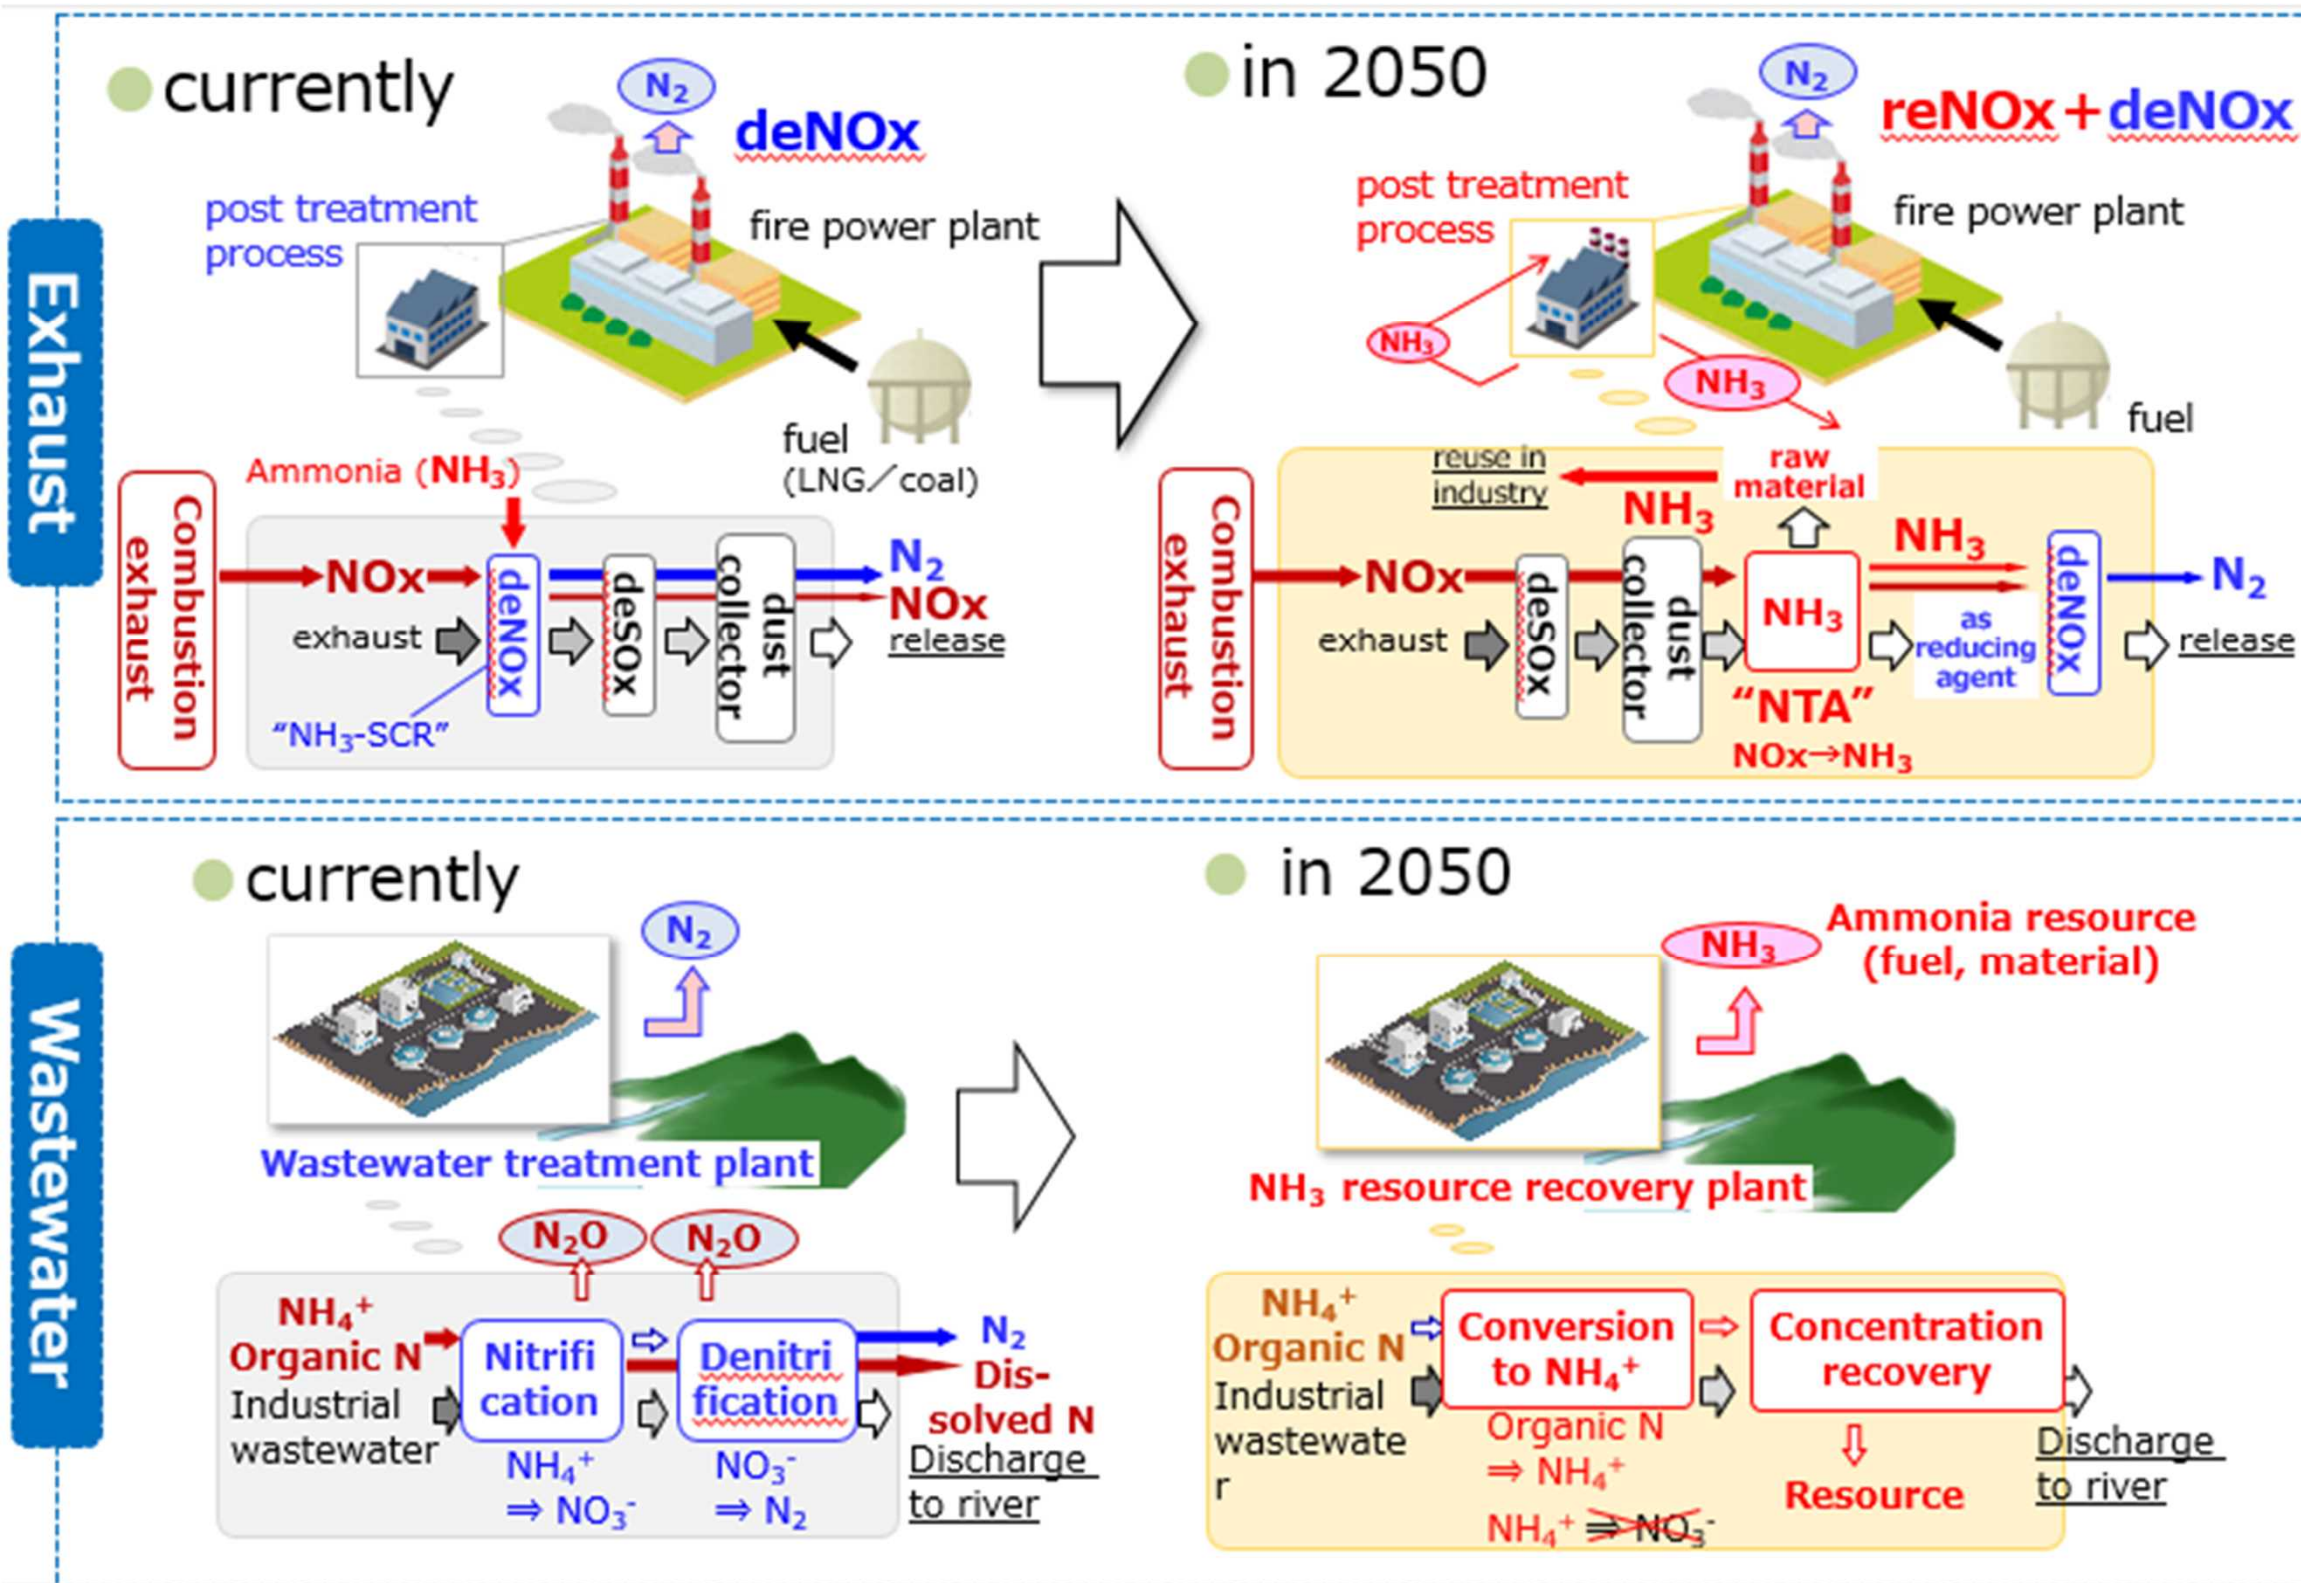 Exhaust
currently
N₂
deNOx
post treatment
process
fire power plant
fuel
(LNG／coal)
Ammonia (NH₃)
Combustion
exhaust
NOx
exhaust
deNOx
deSOx
dust
collector
N₂
NOx
release
“NH₃-SCR”
in 2050
N₂
reNOx+deNOx
post treatment
process
fire power plant
NH₃
NH₃
fuel
reuse in
industry
raw
material
NH₃
Combustion
exhaust
NOx
exhaust
deSOx
dust
collector
NH₃
NH₃
as
reducing
agent
deNOx
N₂
release
“NTA”
NOx→NH₃
Wastewater
currently
N₂
Wastewater treatment plant
N₂O
N₂O
NH₄⁺
Organic N
Industrial
wastewater
Nitrifi
cation
Denitri
fication
N₂
Dis-
solved N
Discharge
to river
NH₄⁺
⇒ NO₃⁻
NO₃⁻
⇒ N₂
in 2050
NH₃
Ammonia resource
(fuel, material)
NH₃ resource recovery plant
NH₄⁺
Organic N
Industrial
wastewate
r
Conversion
to NH₄⁺
Concentration
recovery
Organic N
⇒ NH₄⁺
NH₄⁺ ⇒ NO₃⁻
Resource
Discharge
to river